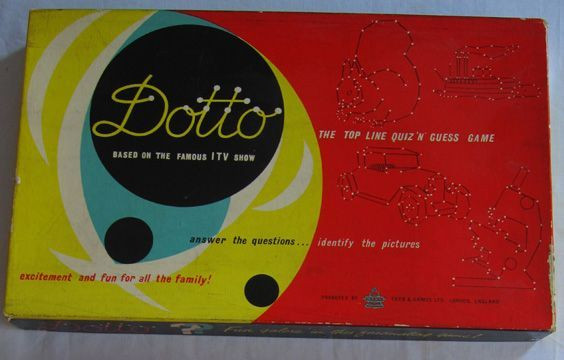 Dotto
BASED ON THE FAMOUS ITV SHOW
THE TOP LINE QUIZ 'N' GUESS GAME
answer the questions... identify the pictures
excitement and fun for all the family!
PRODUCED BY TOYS & GAMES LTD. LONDON, ENGLAND
Dotto